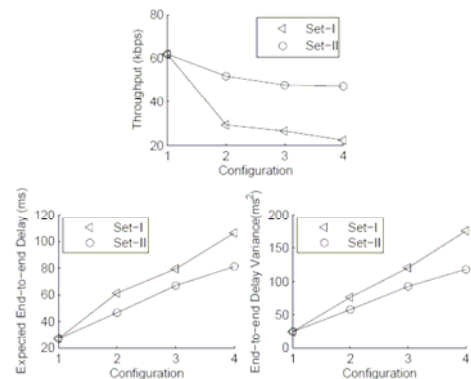 80
60
40
20
Throughput (kbps)
Set-I
Set-II
1 2 3 4
Configuration
120
100
80
60
40
20
Expected End-to-end Delay (ms)
Set-I
Set-II
1 2 3 4
Configuration
200
150
100
50
0
End-to-end Delay Variance(ms²)
Set-I
Set-II
1 2 3 4
Configuration